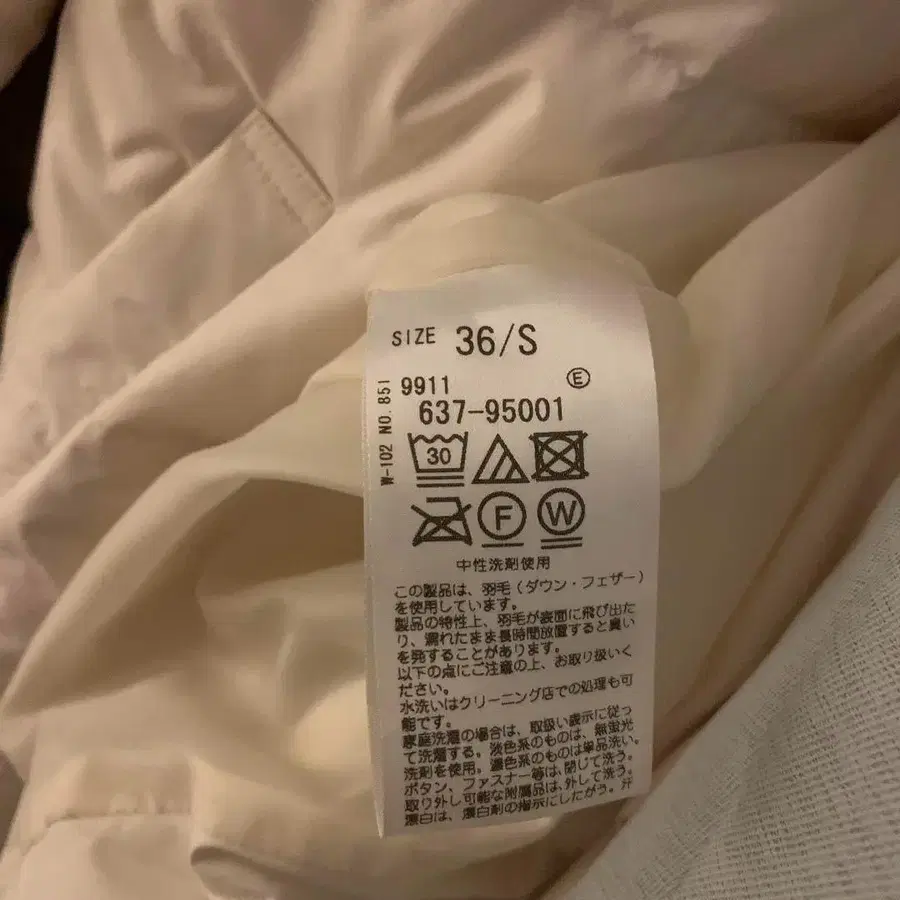 SIZE 36/S
W-102 NO.851
9911 Ⓔ
637-95001
30
F W
中性洗剤使用
この製品は、羽毛(ダウン・フェザー)
を使用しています。
製品の特性上、羽毛が表面に飛び出た
り、濡れたまま長時間放置すると臭い
を発することがあります。
以下の点にご注意の上、お取り扱いく
ださい。
水洗いはクリーニング店での処理も可
能です。
家庭洗濯の場合は、取扱い表示に従っ
て洗濯する。淡色系のものは、無蛍光
洗剤を使用。濃色系のものは単品洗い。
ボタン、ファスナー等は、閉じて洗う。
取り外し可能な付属品は、外して洗う。
漂白は、漂白剤の指示にしたがう。汗